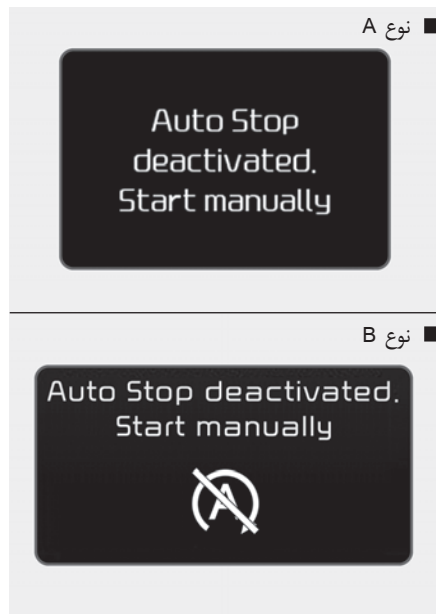 ■ نوع A
Auto Stop
deactivated.
Start manually
■ نوع B
Auto Stop deactivated.
Start manually
A